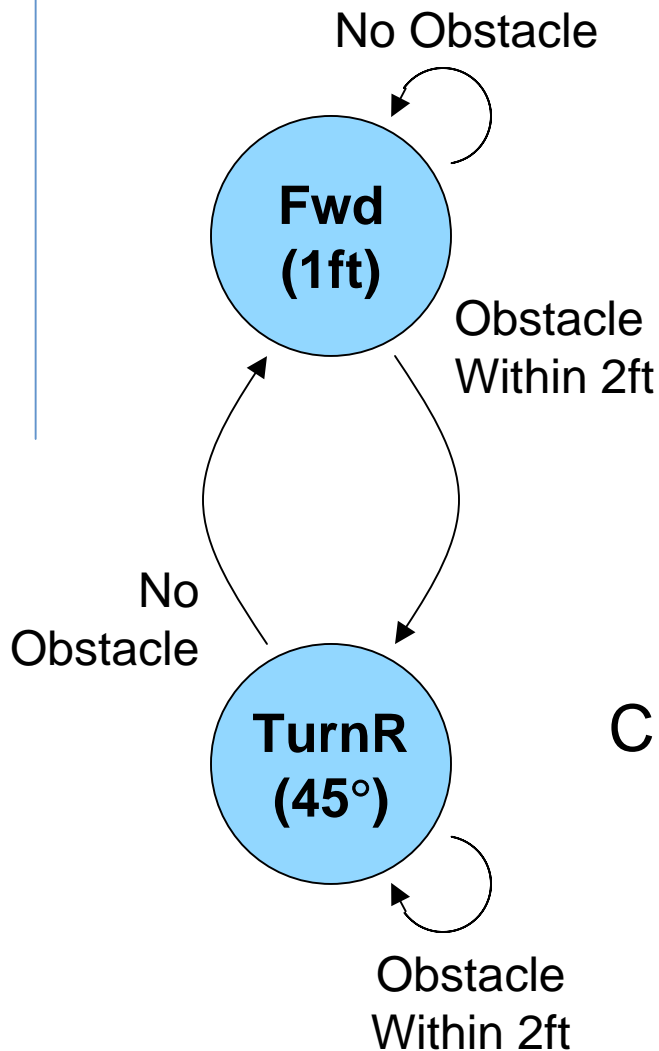 No Obstacle
Fwd
(1ft)
Obstacle
Within 2ft
No
Obstacle
TurnR
(45°)
C
Obstacle
Within 2ft